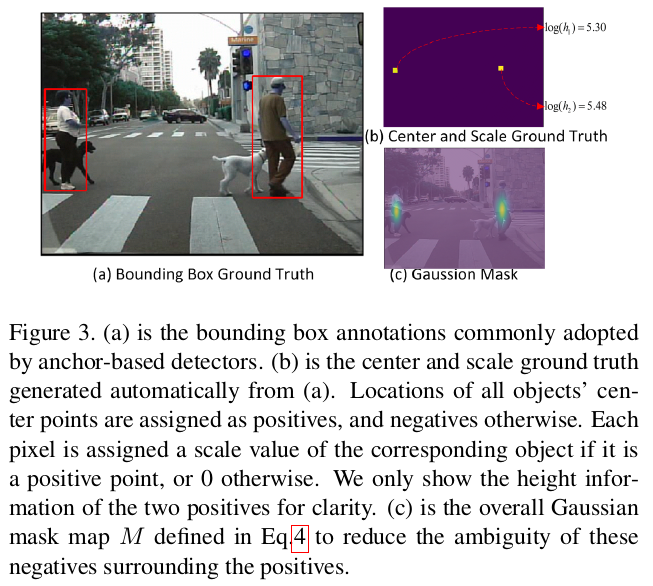 Marine
log(h₁)=5.30
log(h₂)=5.48
(b) Center and Scale Ground Truth
(a) Bounding Box Ground Truth
(c) Gaussion Mask
Figure 3. (a) is the bounding box annotations commonly adopted
by anchor-based detectors. (b) is the center and scale ground truth
generated automatically from (a). Locations of all objects' cen-
ter points are assigned as positives, and negatives otherwise. Each
pixel is assigned a scale value of the corresponding object if it is
a positive point, or 0 otherwise. We only show the height infor-
mation of the two positives for clarity. (c) is the overall Gaussian
mask map M defined in Eq.4 to reduce the ambiguity of these
negatives surrounding the positives.